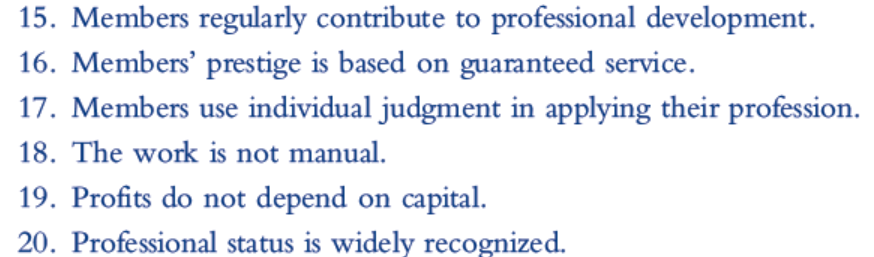 15. Members regularly contribute to professional development.
16. Members’ prestige is based on guaranteed service.
17. Members use individual judgment in applying their profession.
18. The work is not manual.
19. Profits do not depend on capital.
20. Professional status is widely recognized.